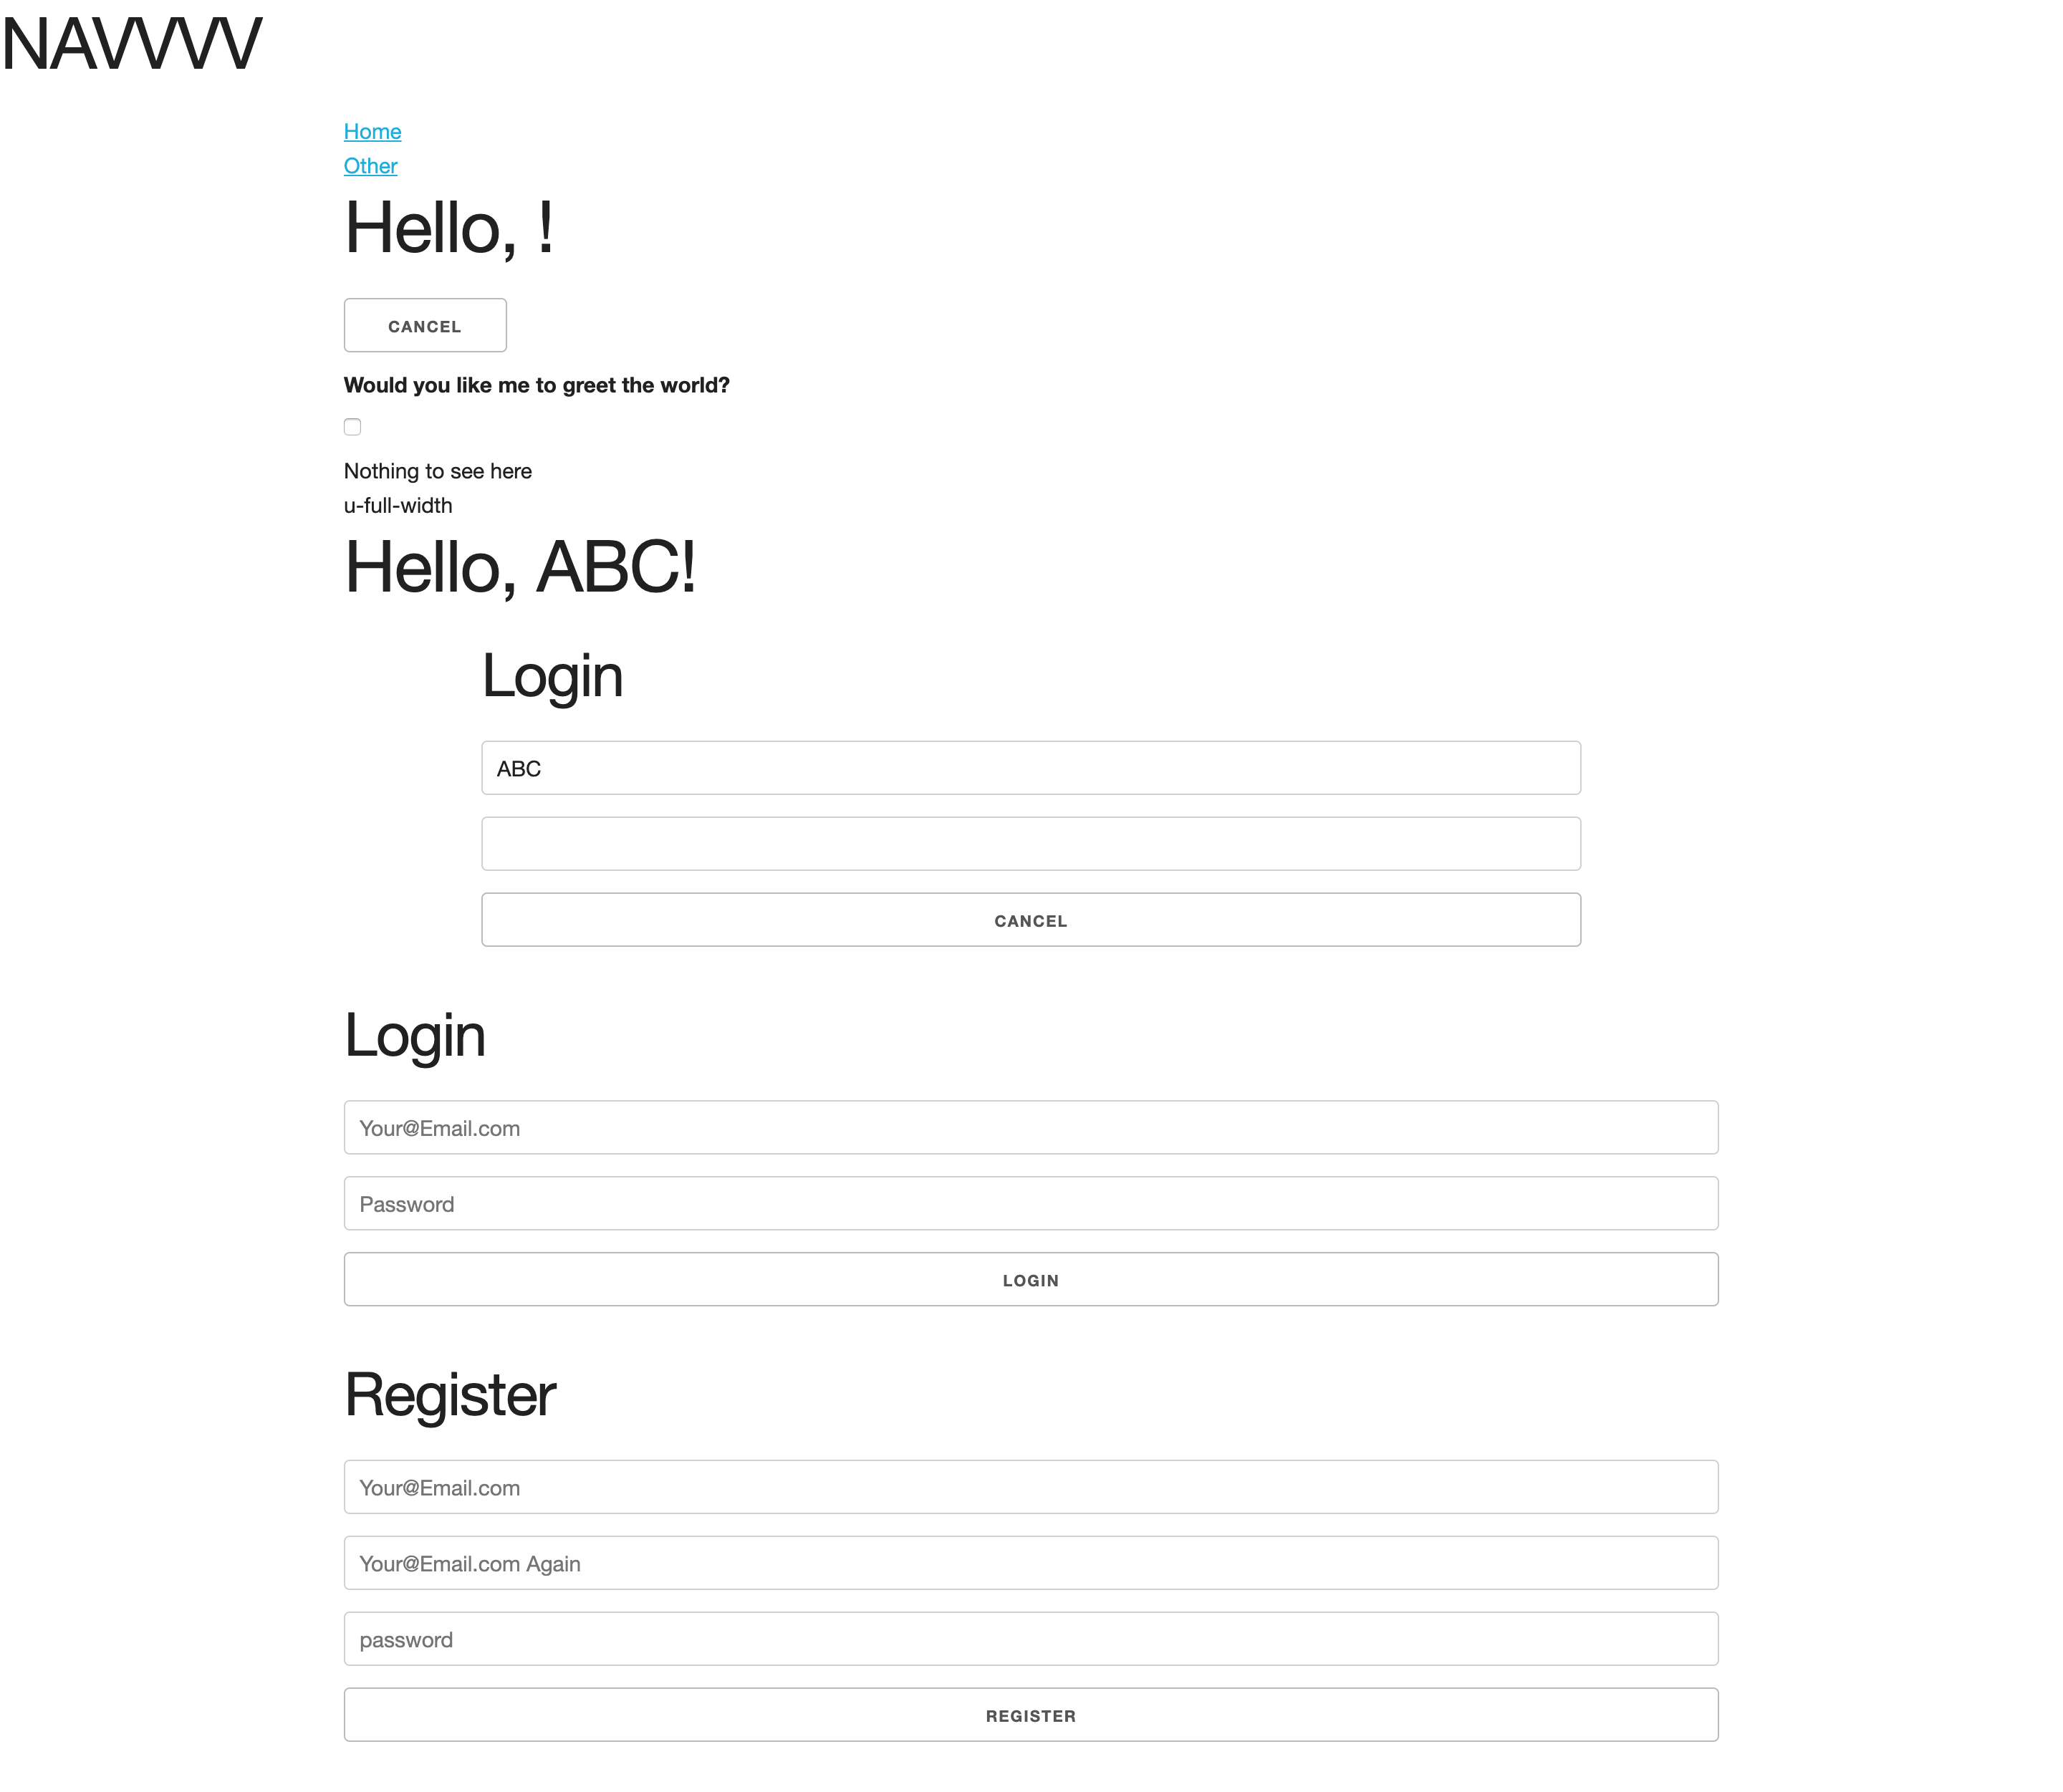 NAVVVV
Home
Other
Hello, !
CANCEL
Would you like me to greet the world?
Nothing to see here
u-full-width
Hello, ABC!
Login
ABC
CANCEL
Login
Your@Email.com
Password
LOGIN
Register
Your@Email.com
Your@Email.com Again
password
REGISTER